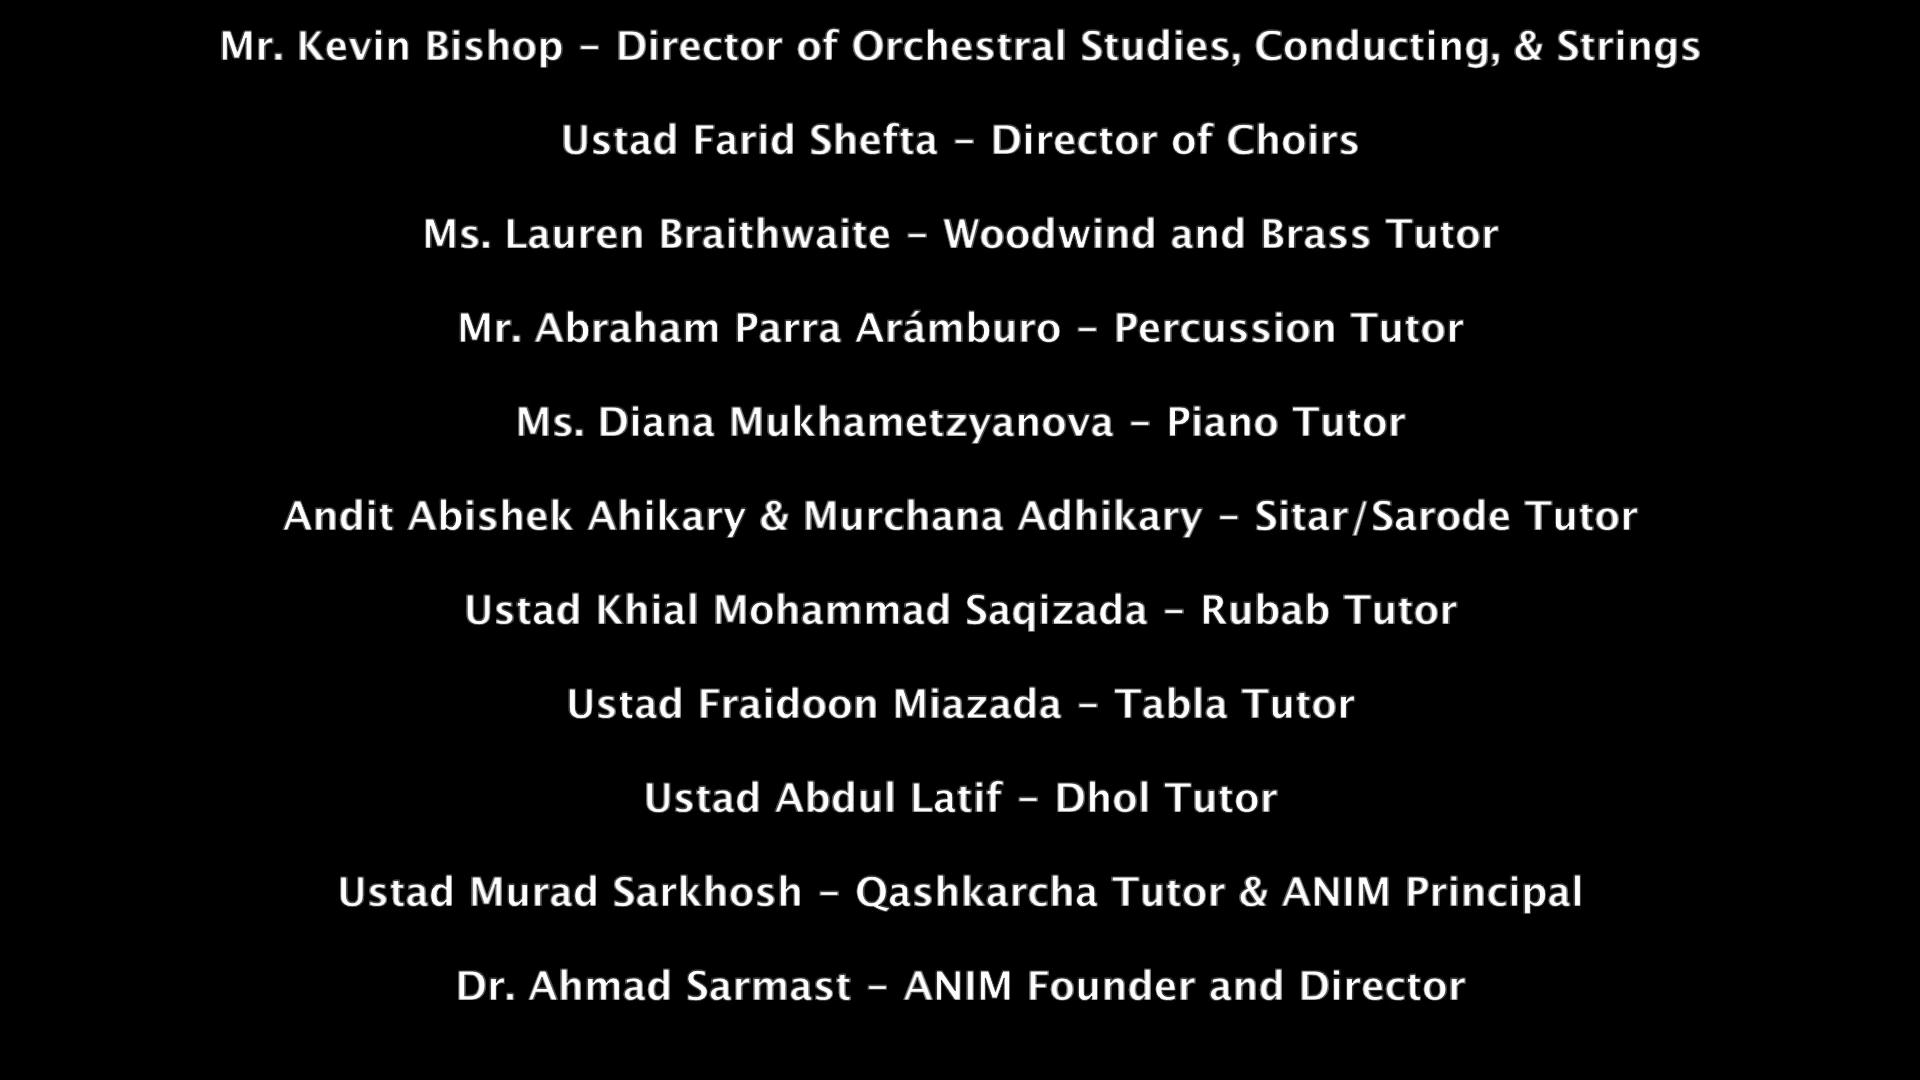 Mr. Kevin Bishop – Director of Orchestral Studies, Conducting, & Strings
Ustad Farid Shefta – Director of Choirs
Ms. Lauren Braithwaite – Woodwind and Brass Tutor
Mr. Abraham Parra Arámburo – Percussion Tutor
Ms. Diana Mukhametzyanova – Piano Tutor
Andit Abishek Ahikary & Murchana Adhikary – Sitar/Sarode Tutor
Ustad Khial Mohammad Saqizada – Rubab Tutor
Ustad Fraidoon Miazada – Tabla Tutor
Ustad Abdul Latif – Dhol Tutor
Ustad Murad Sarkhosh – Qashkarcha Tutor & ANIM Principal
Dr. Ahmad Sarmast – ANIM Founder and Director